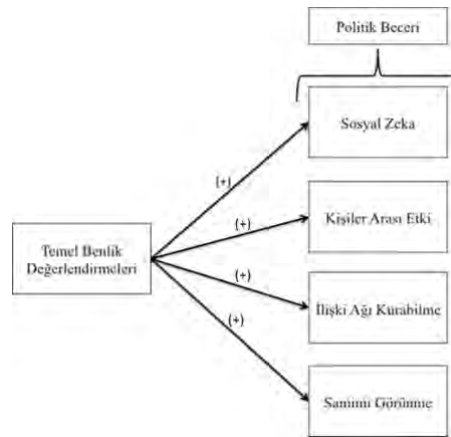 Politik Beceri
Sosyal Zeka
(+)
Kişiler Arası Etki
(+)
Temel Benlik
Değerlendirmeleri
(+)
İlişki Ağı Kurabilme
(+)
Samimi Görünme